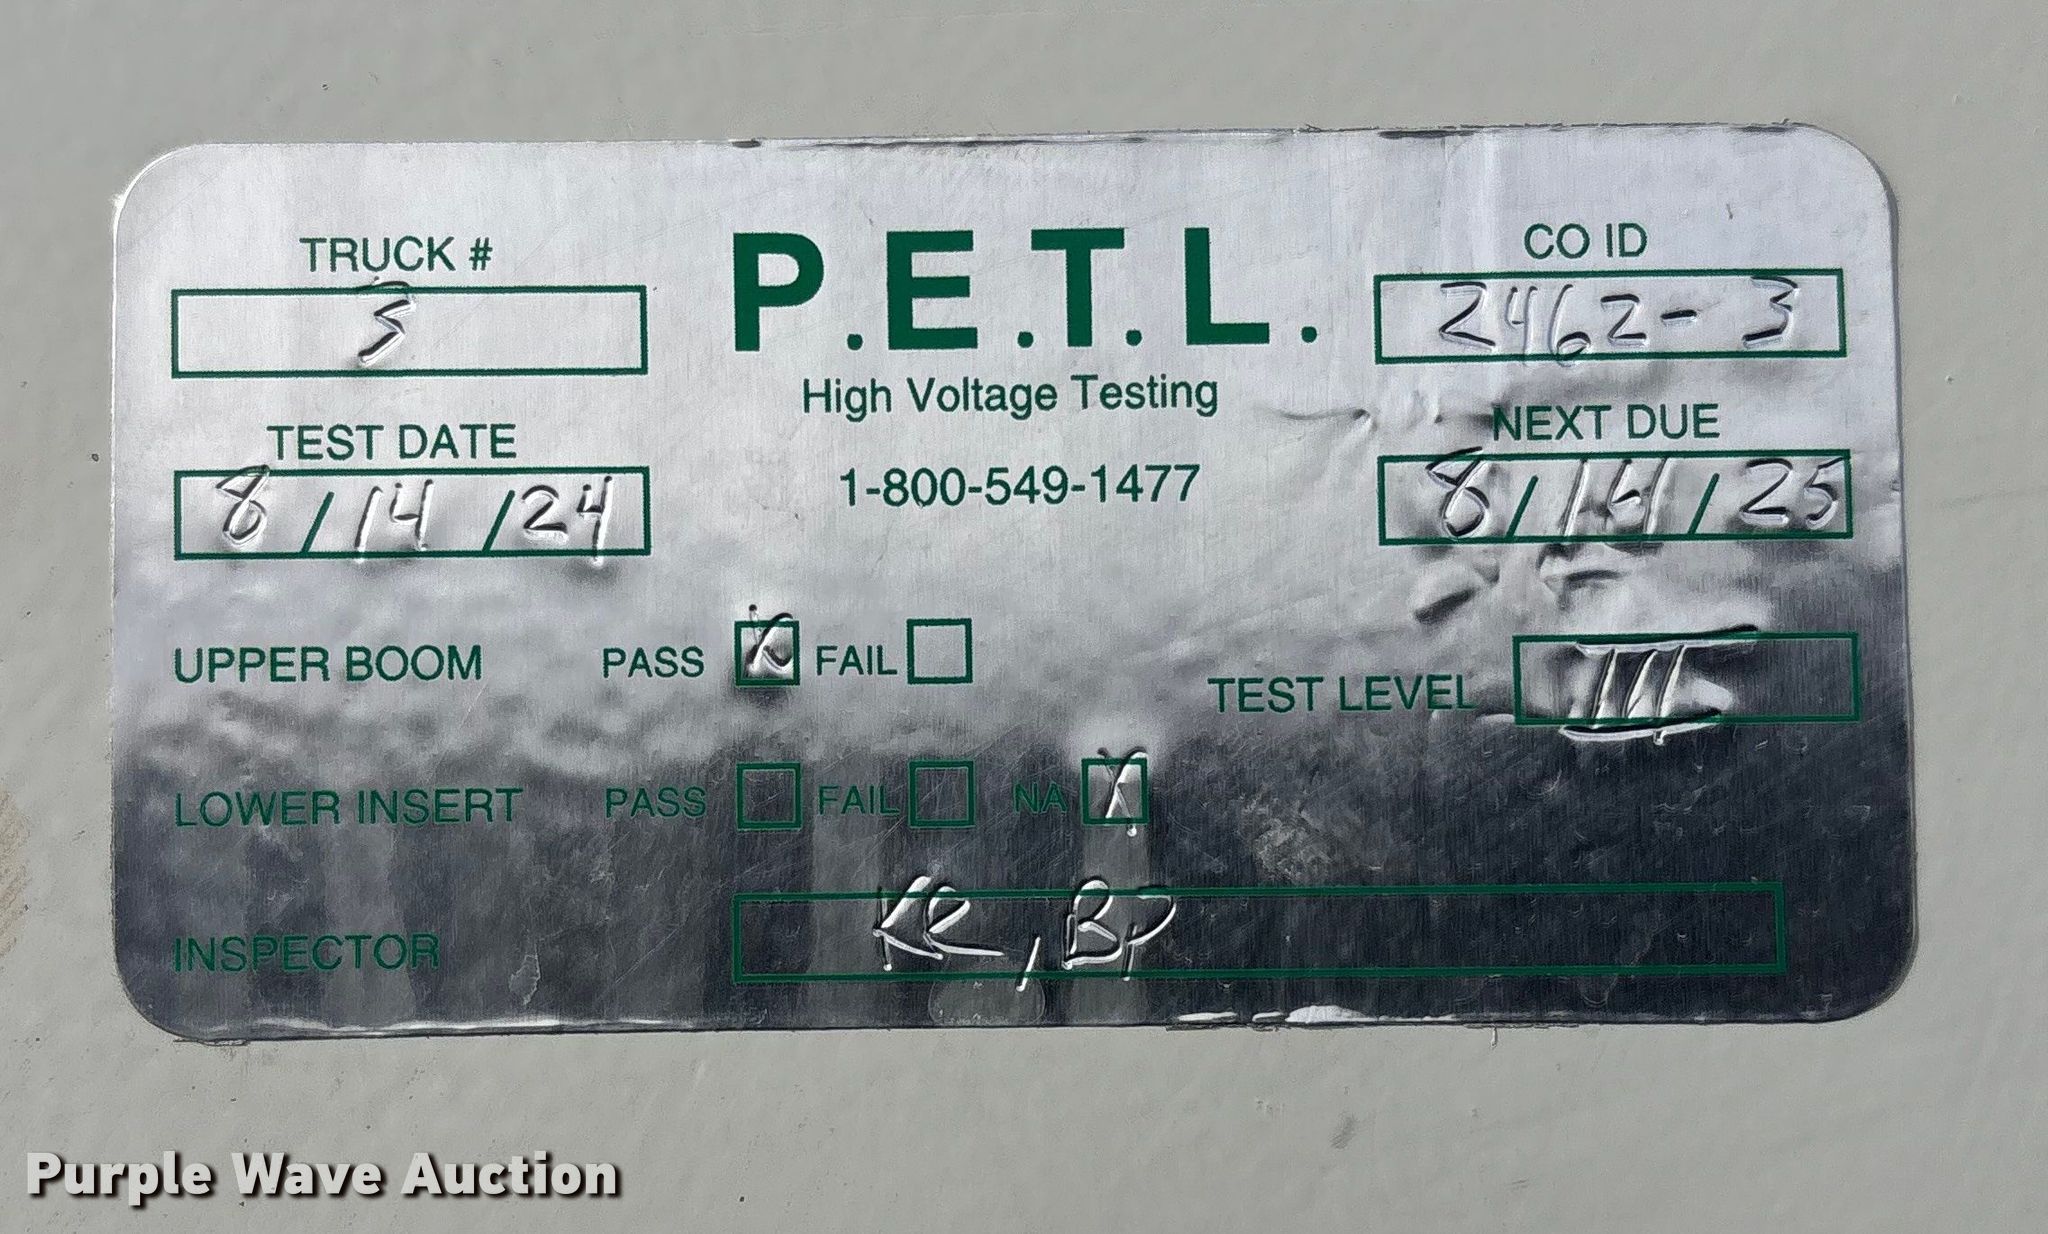 TRUCK #
3
P.E.T.L.
High Voltage Testing
1-800-549-1477
CO ID
2462-3
TEST DATE
8/14/24
NEXT DUE
8/14/25
UPPER BOOM PASS X FAIL
TEST LEVEL III
LOWER INSERT PASS FAIL NA X
INSPECTOR KR, BP
Purple Wave Auction